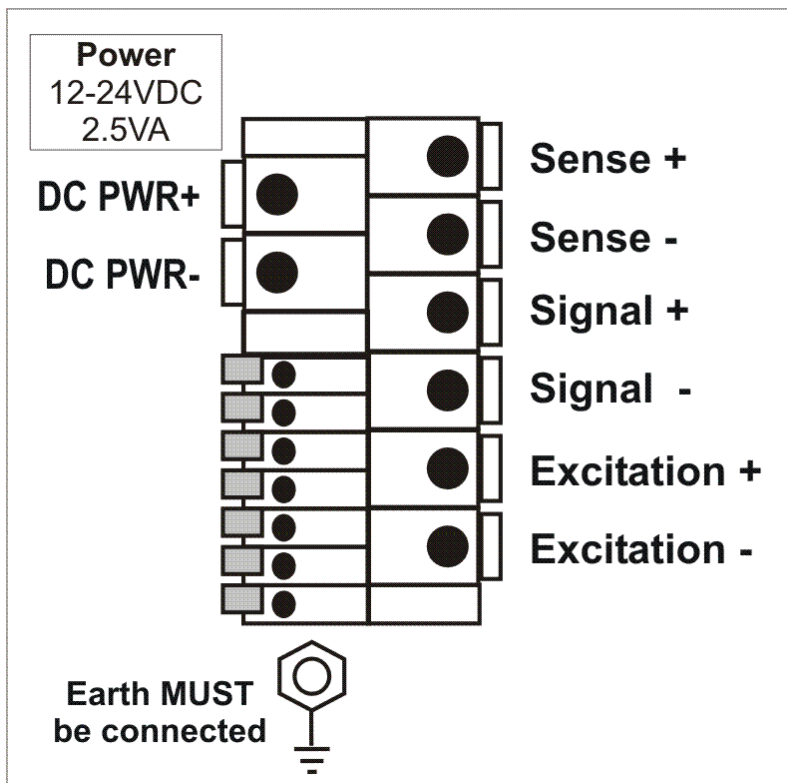 Power
12-24VDC
2.5VA
DC PWR+
DC PWR-
Sense +
Sense -
Signal +
Signal -
Excitation +
Excitation -
Earth MUST
be connected